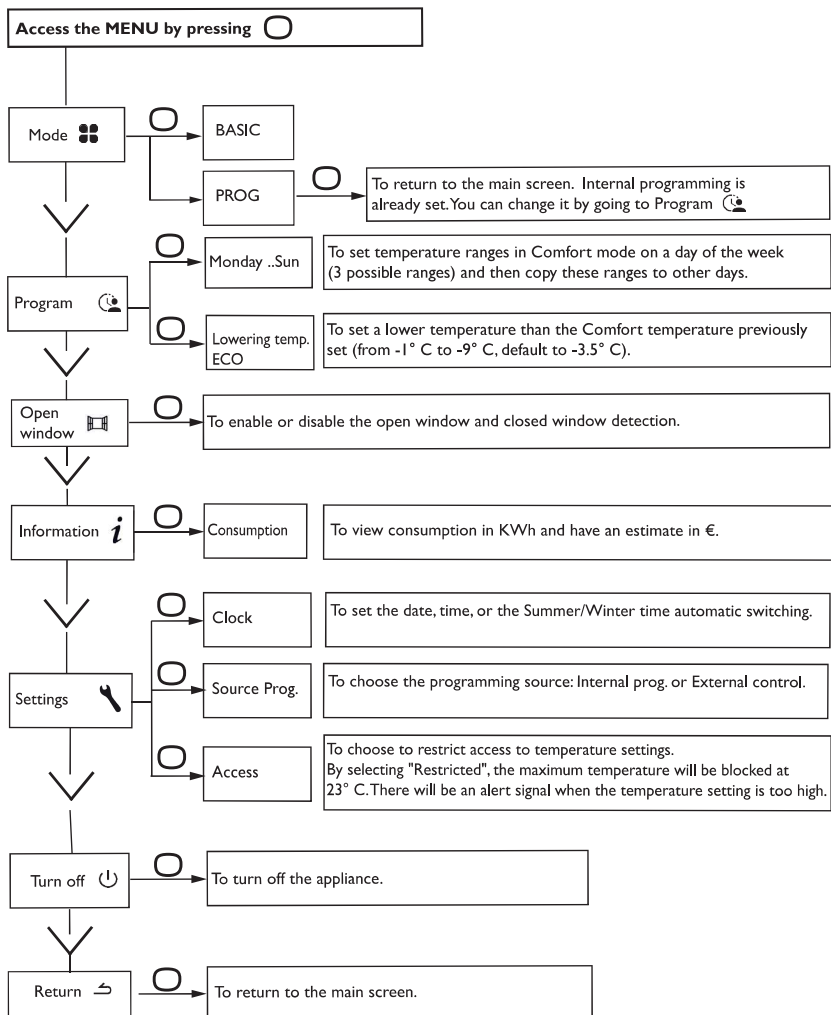 Access the MENU by pressing
Mode
BASIC
PROG
To return to the main screen. Internal programming is
already set. You can change it by going to Program
Program
Monday ..Sun
To set temperature ranges in Comfort mode on a day of the week
(3 possible ranges) and then copy these ranges to other days.
Lowering temp.
ECO
To set a lower temperature than the Comfort temperature previously
set (from -1° C to -9° C, default to -3.5° C).
Open
window
To enable or disable the open window and closed window detection.
Information i
Consumption
To view consumption in KWh and have an estimate in €.
Settings
Clock
To set the date, time, or the Summer/Winter time automatic switching.
Source Prog.
To choose the programming source: Internal prog. or External control.
Access
To choose to restrict access to temperature settings.
By selecting "Restricted", the maximum temperature will be blocked at
23° C. There will be an alert signal when the temperature setting is too high.
Turn off
To turn off the appliance.
Return
To return to the main screen.